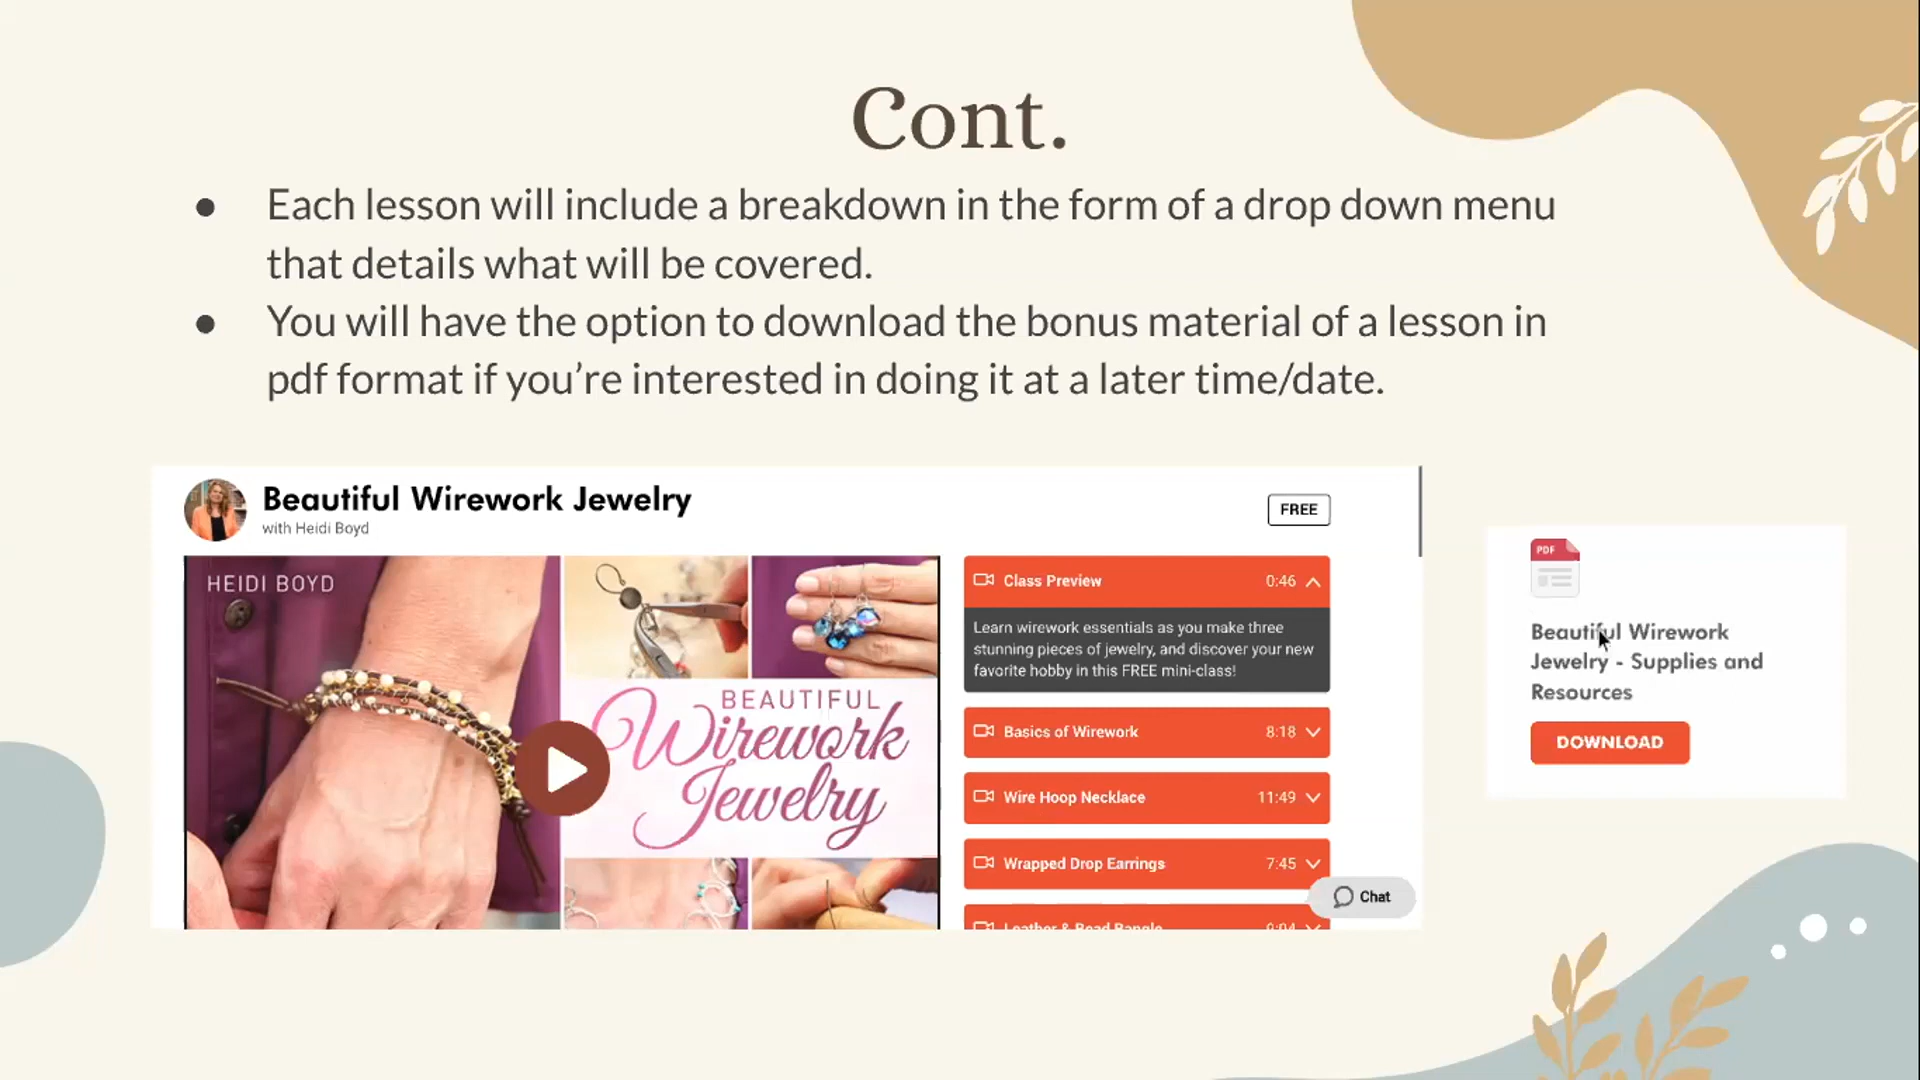 Cont.
● Each lesson will include a breakdown in the form of a drop down menu
that details what will be covered.
● You will have the option to download the bonus material of a lesson in
pdf format if you’re interested in doing it at a later time/date.
Beautiful Wirework Jewelry
with Heidi Boyd
FREE
HEIDI BOYD
BEAUTIFUL
Wirework
Jewelry
Class Preview 0:46
Learn wirework essentials as you make three
stunning pieces of jewelry, and discover your new
favorite hobby in this FREE mini-class!
Basics of Wirework 8:18
Wire Hoop Necklace 11:49
Wrapped Drop Earrings 7:45
Leather & Bead Bangle 9:04
Chat
PDF
Beautiful Wirework
Jewelry - Supplies and
Resources
DOWNLOAD